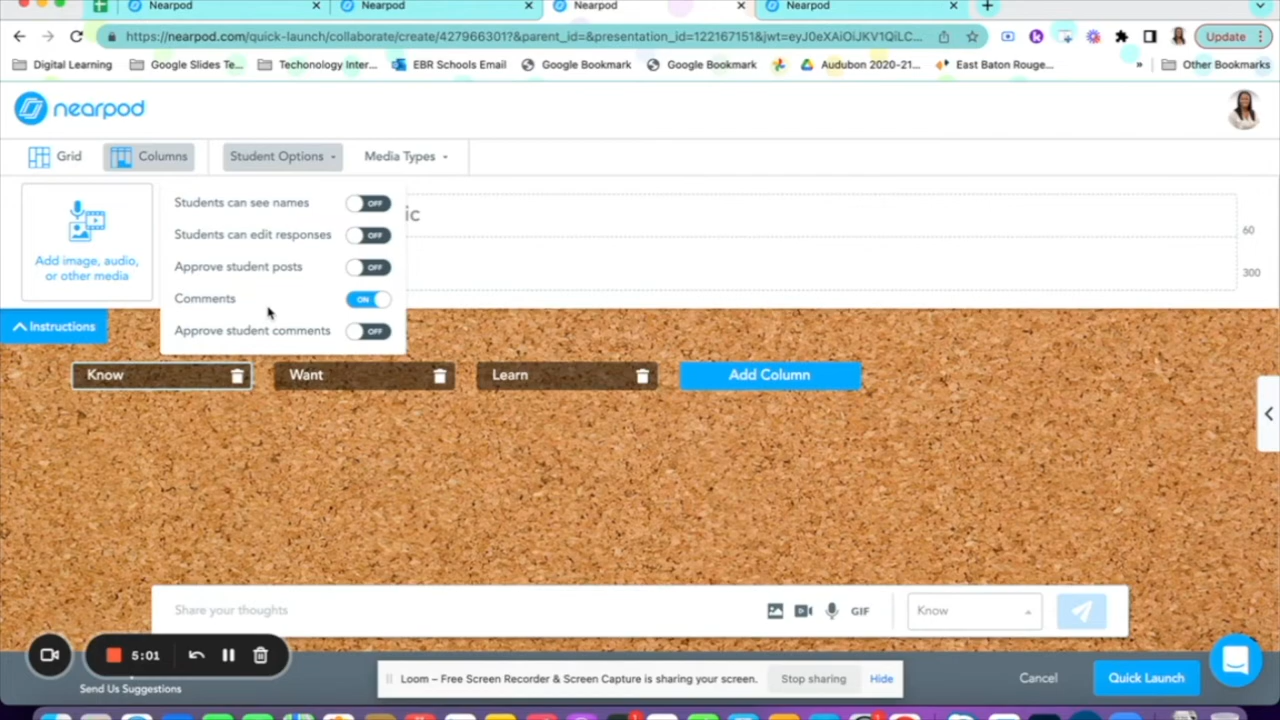 Nearpod
Nearpod
Nearpod
Nearpod
https://nearpod.com/quick-launch/collaborate/create/427966301?parent_id=&presentation_id=122167151&jwt=eyJ0eXAiOiJKV1QiLC...
Update
Digital Learning
Google Slides Te...
Techonology Inter...
EBR Schools Email
Google Bookmark
Google Bookmark
Audubon 2020-21...
East Baton Rouge...
»
Other Bookmarks
nearpod
Grid
Columns
Student Options
Media Types
Students can see names OFF
Students can edit responses OFF
Approve student posts OFF
Comments ON
Approve student comments OFF
Add image, audio,
or other media
ic
60
300
Instructions
Know
Want
Learn
Add Column
Share your thoughts
GIF
Know
5:01
Send Us Suggestions
Loom – Free Screen Recorder & Screen Capture is sharing your screen.
Stop sharing
Hide
Cancel
Quick Launch